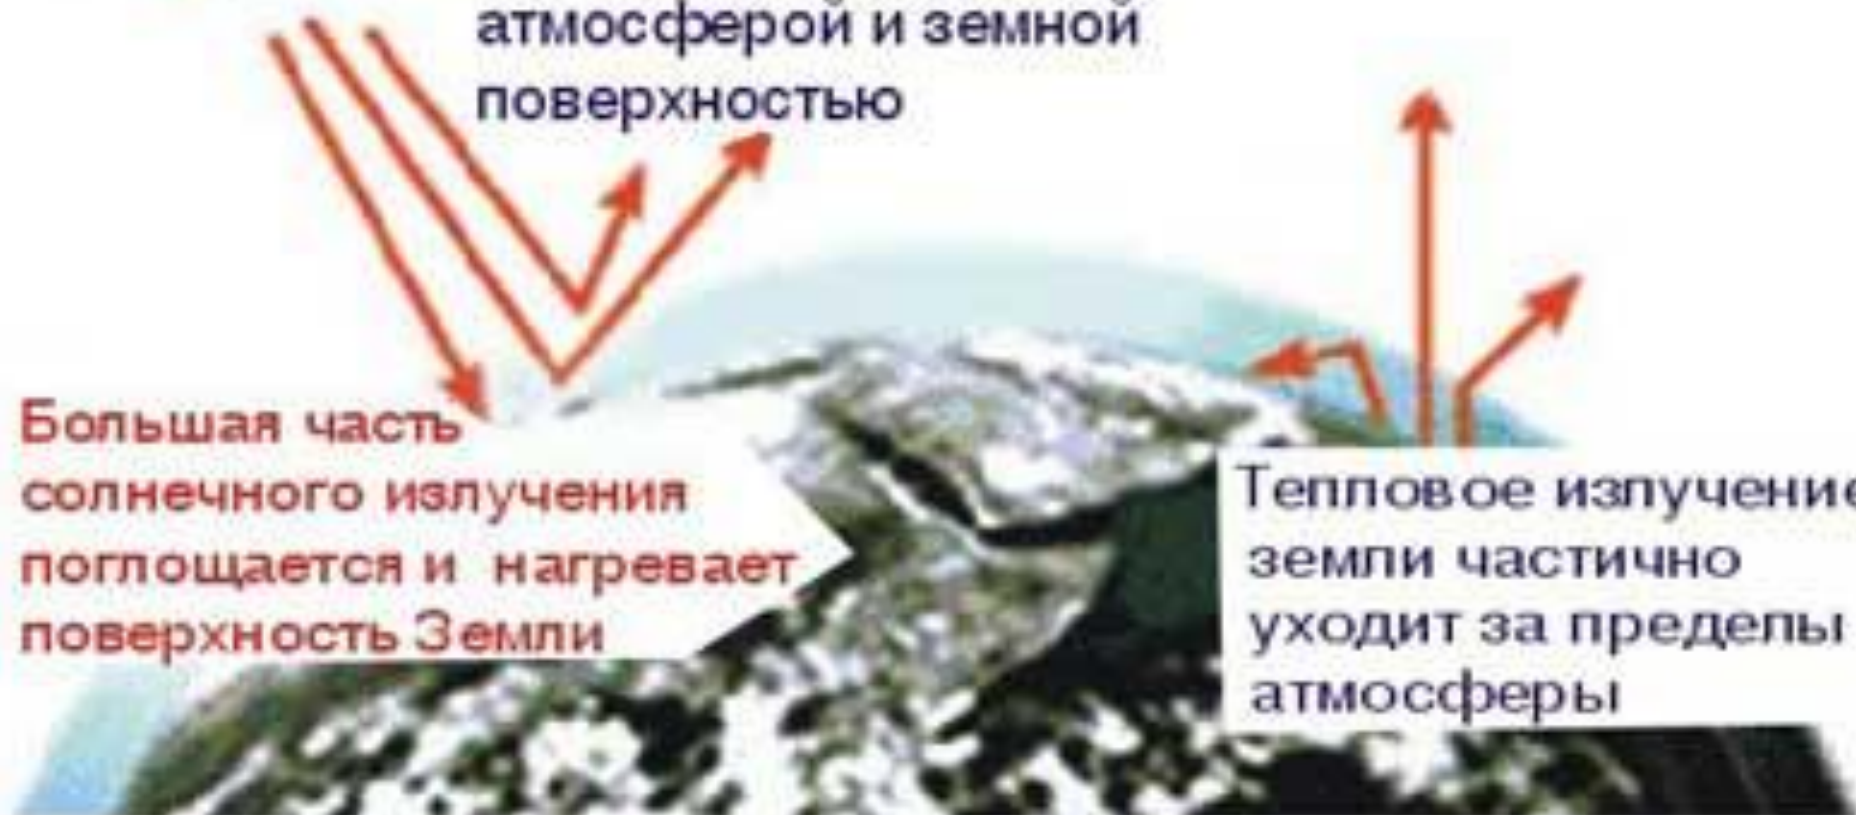 атмосферой и земной
поверхностью
Большая часть
солнечного излучения
поглощается и нагревает
поверхность Земли
Тепловое излучение
земли частично
уходит за пределы
атмосферы